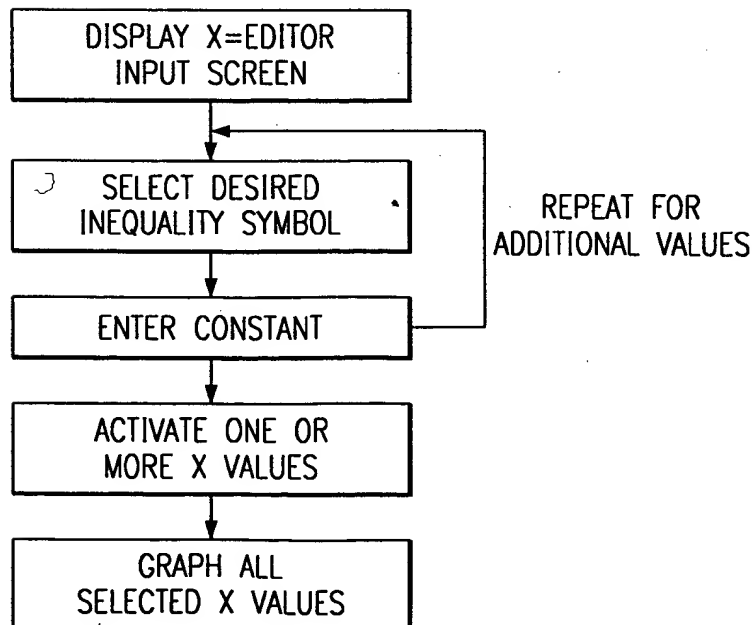 DISPLAY X=EDITOR
INPUT SCREEN
SELECT DESIRED
INEQUALITY SYMBOL
REPEAT FOR
ADDITIONAL VALUES
ENTER CONSTANT
ACTIVATE ONE OR
MORE X VALUES
GRAPH ALL
SELECTED X VALUES